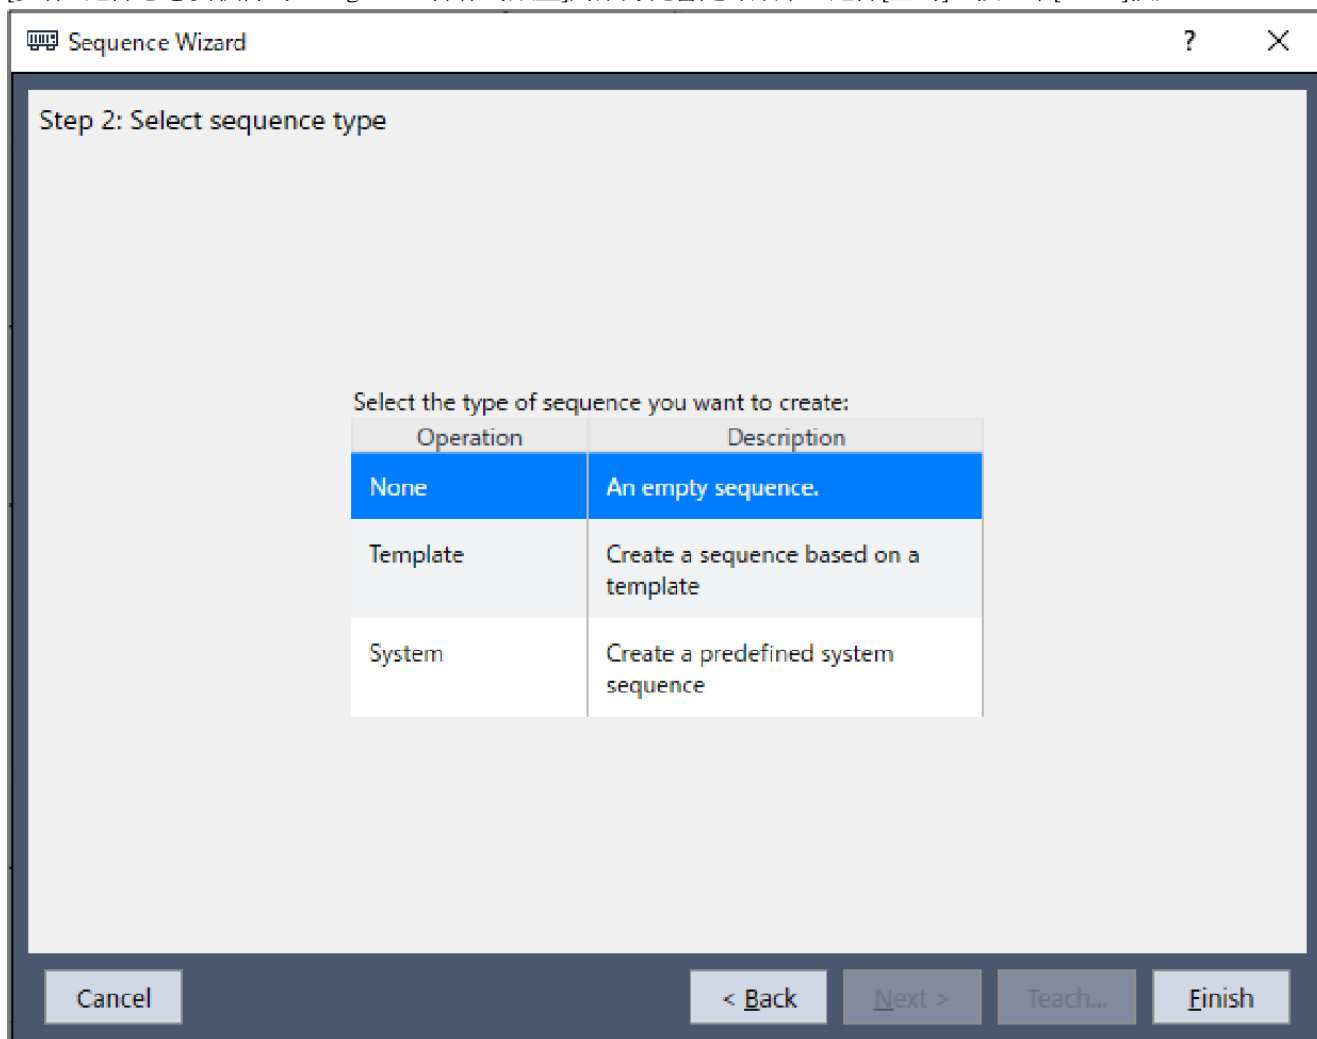 Sequence Wizard
?
Step 2: Select sequence type
Select the type of sequence you want to create:
Operation Description
None An empty sequence.
Template Create a sequence based on a
template
System Create a predefined system
sequence
Cancel < Back Next > Teach... Finish